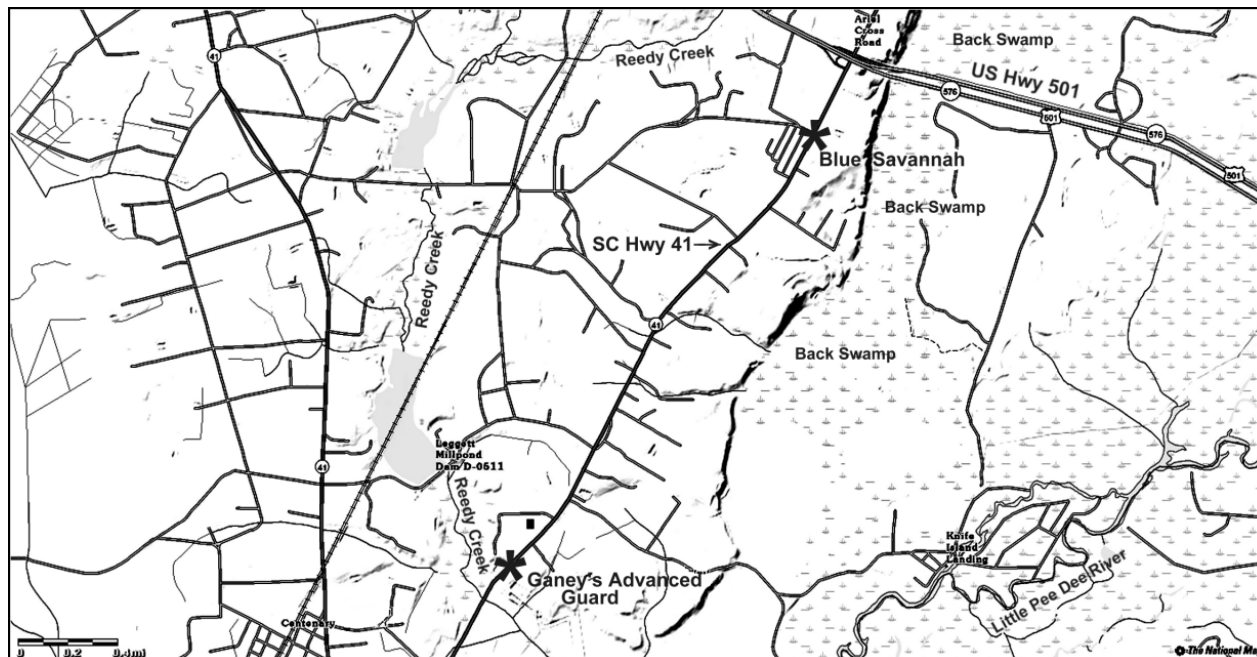 41
Ariel
Cross
Road
Back Swamp
Reedy Creek
US Hwy 501
576
501
576
501
Blue Savannah
Back Swamp
SC Hwy 41
Reedy Creek
41
Back Swamp
Leggett
Millpond
Dam D-0511
41
Reedy Creek
Knife
Island
Landing
Ganey's Advanced
Guard
Little Pee Dee River
Centenary
0 0.2 0.4mi
The National Ma